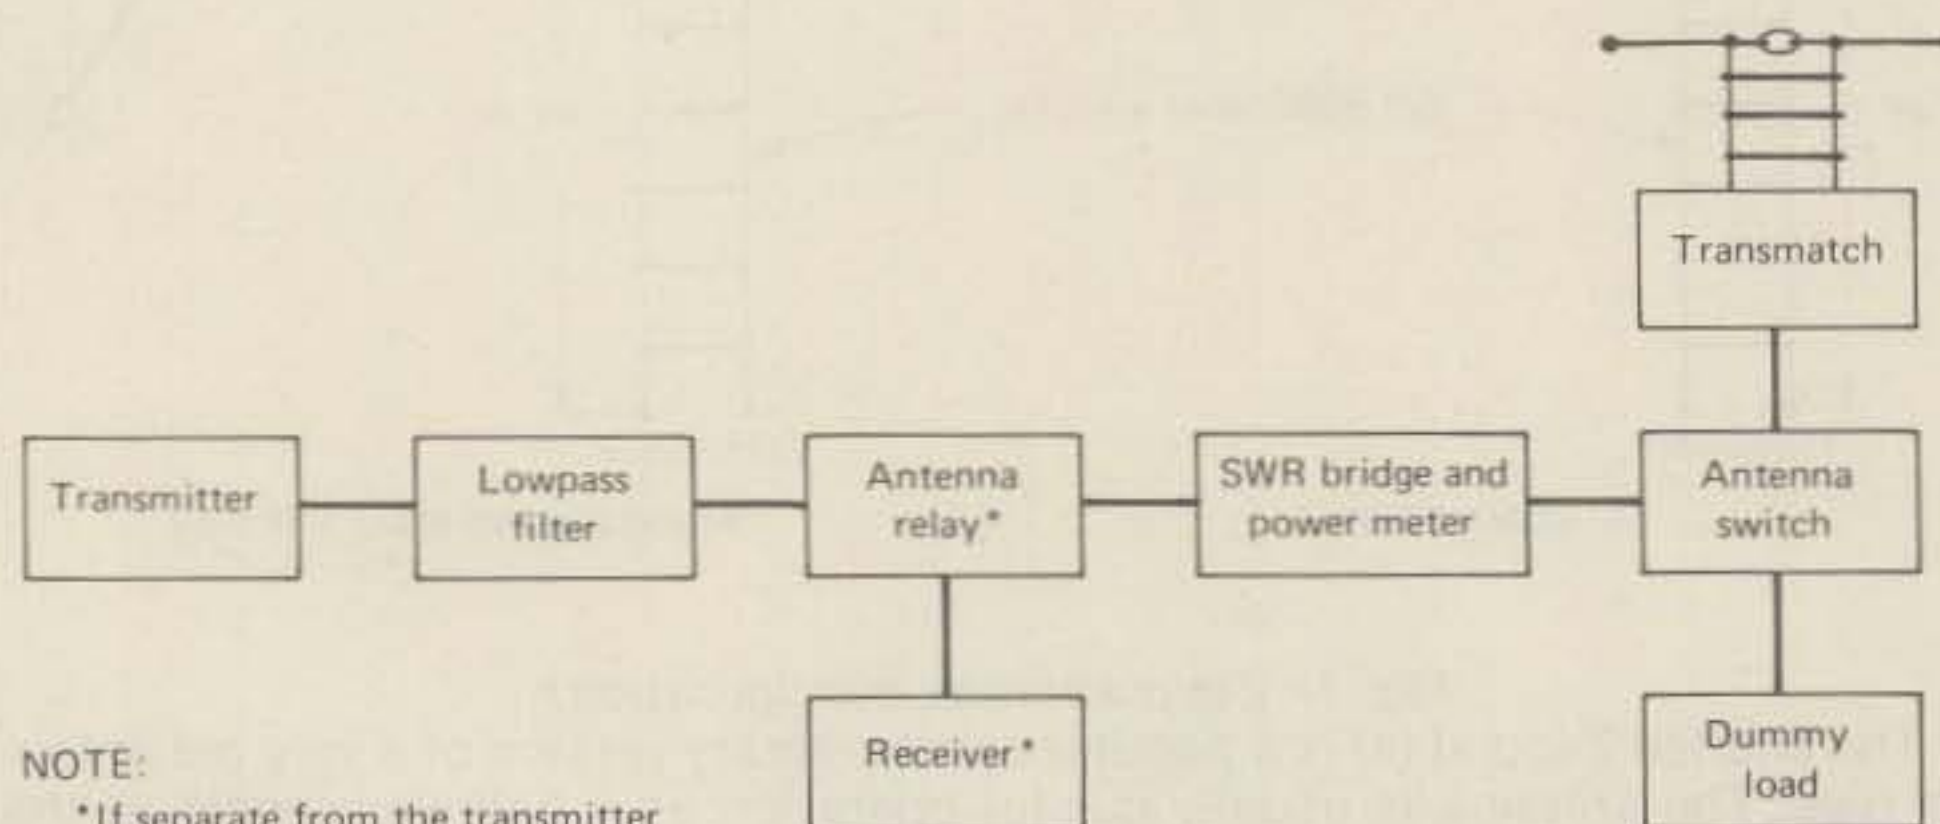 Transmatch
Transmitter
Lowpass
filter
Antenna
relay*
SWR bridge and
power meter
Antenna
switch
Receiver*
Dummy
load
NOTE:
*If separate from the transmitter